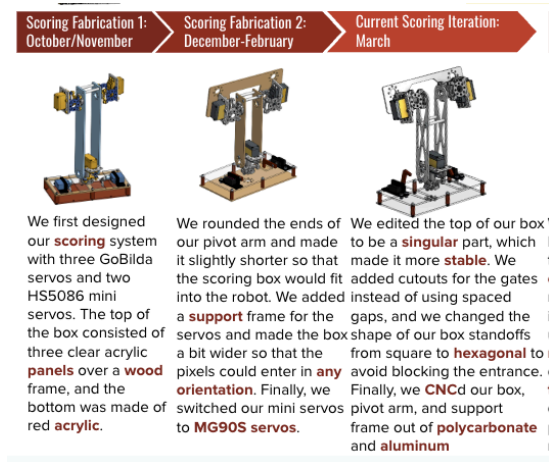 Scoring Fabrication 1:
October/November
Scoring Fabrication 2:
December-February
Current Scoring Iteration:
March
We first designed
our scoring system
with three GoBilda
servos and two
HS5086 mini
servos. The top of
the box consisted of
three clear acrylic
panels over a wood
frame, and the
bottom was made of
red acrylic.
We rounded the ends of
our pivot arm and made
it slightly shorter so that
the scoring box would fit
into the robot. We added
a support frame for the
servos and made the box
a bit wider so that the
pixels could enter in any
orientation. Finally, we
switched our mini servos
to MG90S servos.
We edited the top of our box
to be a singular part, which
made it more stable. We
added cutouts for the gates
instead of using spaced
gaps, and we changed the
shape of our box standoffs
from square to hexagonal to
avoid blocking the entrance.
Finally, we CNCd our box,
pivot arm, and support
frame out of polycarbonate
and aluminum